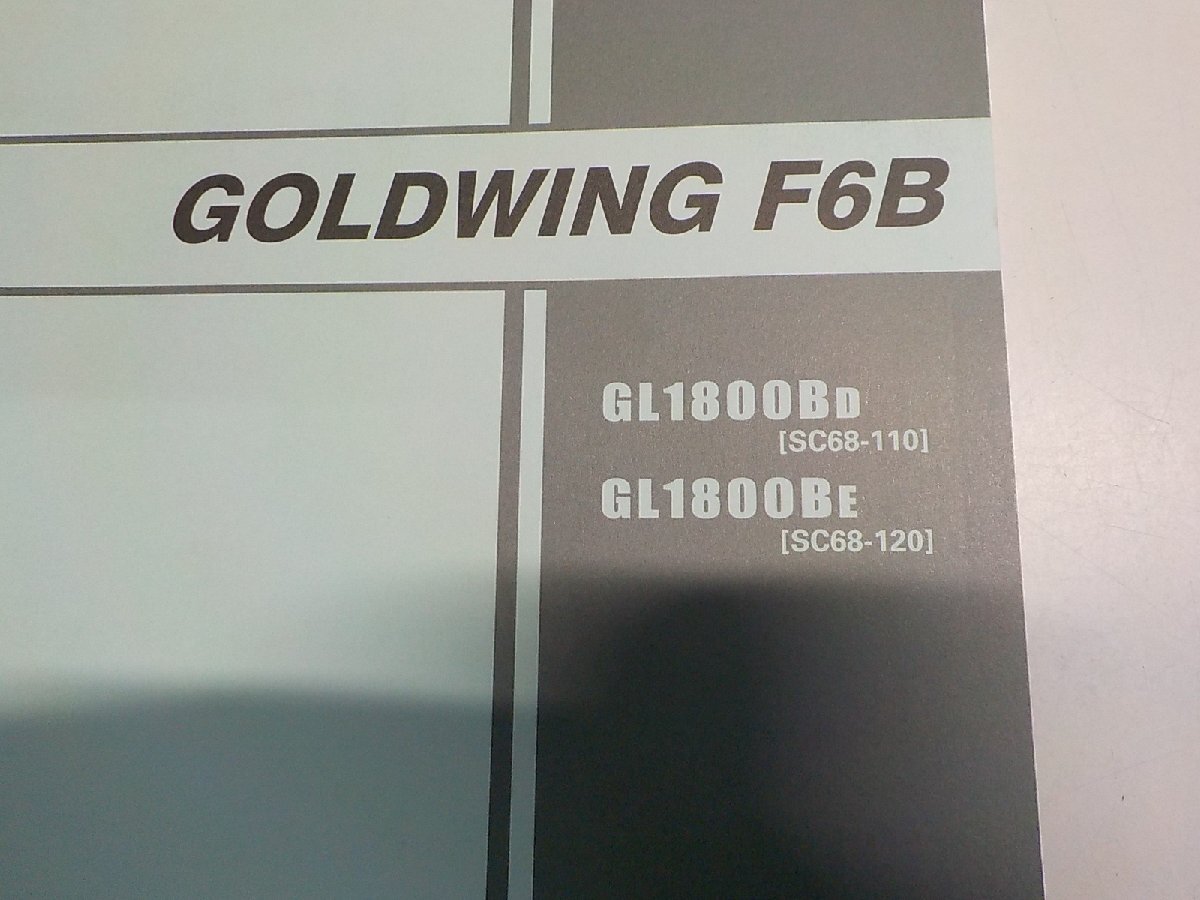 GOLDWING F6B
GL1800BD
[SC68-110]
GL1800BE
[SC68-120]